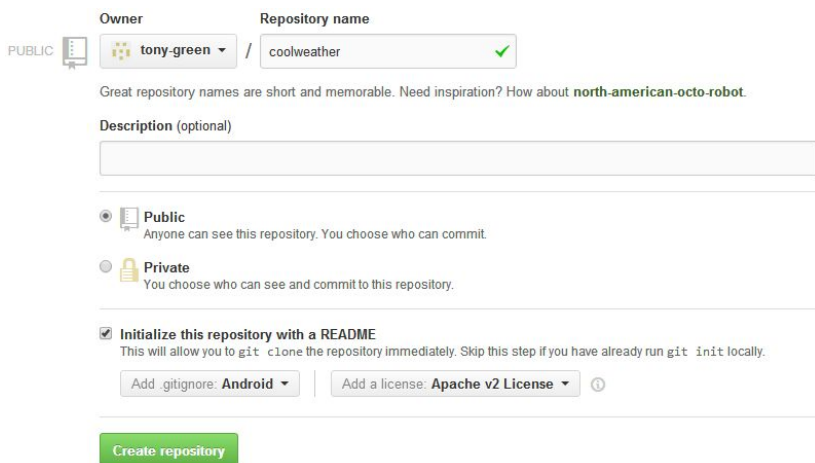 Owner Repository name
PUBLIC tony-green / coolweather
Great repository names are short and memorable. Need inspiration? How about north-american-octo-robot.
Description (optional)
Public
Anyone can see this repository. You choose who can commit.
Private
You choose who can see and commit to this repository.
Initialize this repository with a README
This will allow you to git clone the repository immediately. Skip this step if you have already run git init locally.
Add .gitignore: Android Add a license: Apache v2 License
Create repository